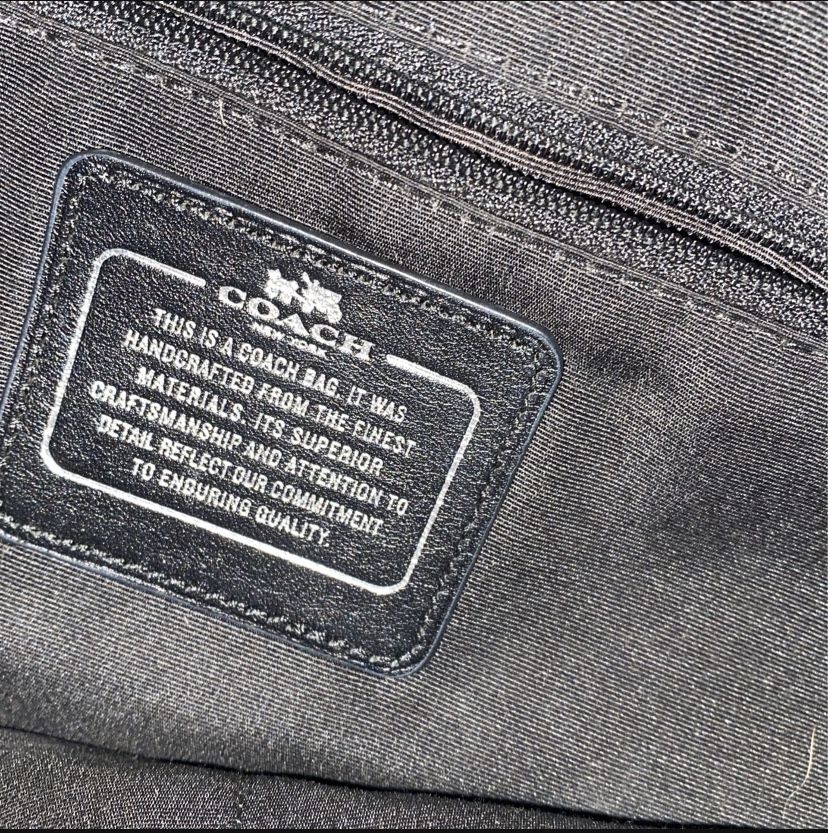 COACH
NEW YORK
THIS IS A COACH BAG. IT WAS
HANDCRAFTED FROM THE FINEST
MATERIALS. ITS SUPERIOR
CRAFTSMANSHIP AND ATTENTION TO
DETAIL REFLECT OUR COMMITMENT
TO ENDURING QUALITY.